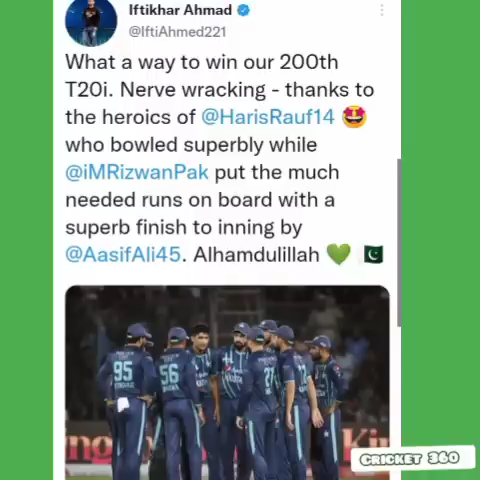 Iftikhar Ahmad
@IftiAhmed221
What a way to win our 200th
T20i. Nerve wracking - thanks to
the heroics of @HarisRauf14 🤩
who bowled superbly while
@iMRizwanPak put the much
needed runs on board with a
superb finish to inning by
@AasifAli45. Alhamdulillah 💚 🇵🇰
95
56
27
CRICKET 360